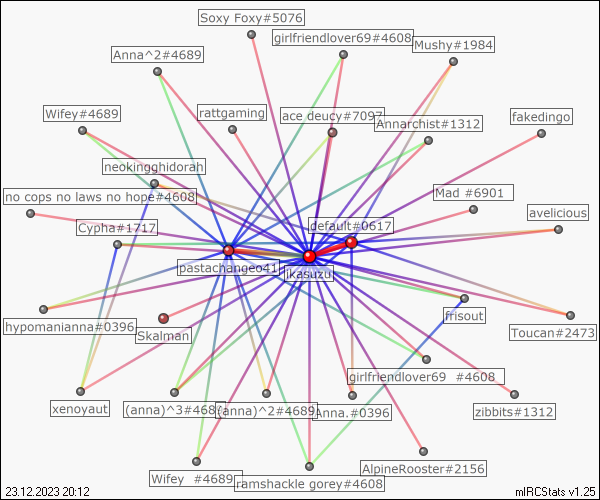 Soxy Foxy#5076
girlfriendlover69#4608
Mushy#1984
Anna^2#4689
Wifey#4689
rattgaming
ace deucy#7097
Annarchist#1312
fakedingo
neokingghidorah
no cops no laws no hope#4608
Mad #6901
avelicious
Cypha#1717
default#0617
pastachangeo41
ikasuzu
hypomanianna#0396
Skalman
frisout
Toucan#2473
girlfriendlover69 #4608
xenoyaut
(anna)^3#4689
(anna)^2#4689
Anna.#0396
zibbits#1312
Wifey #4689
ramshackle gorey#4608
AlpineRooster#2156
23.12.2023 20:12
mIRCStats v1.25